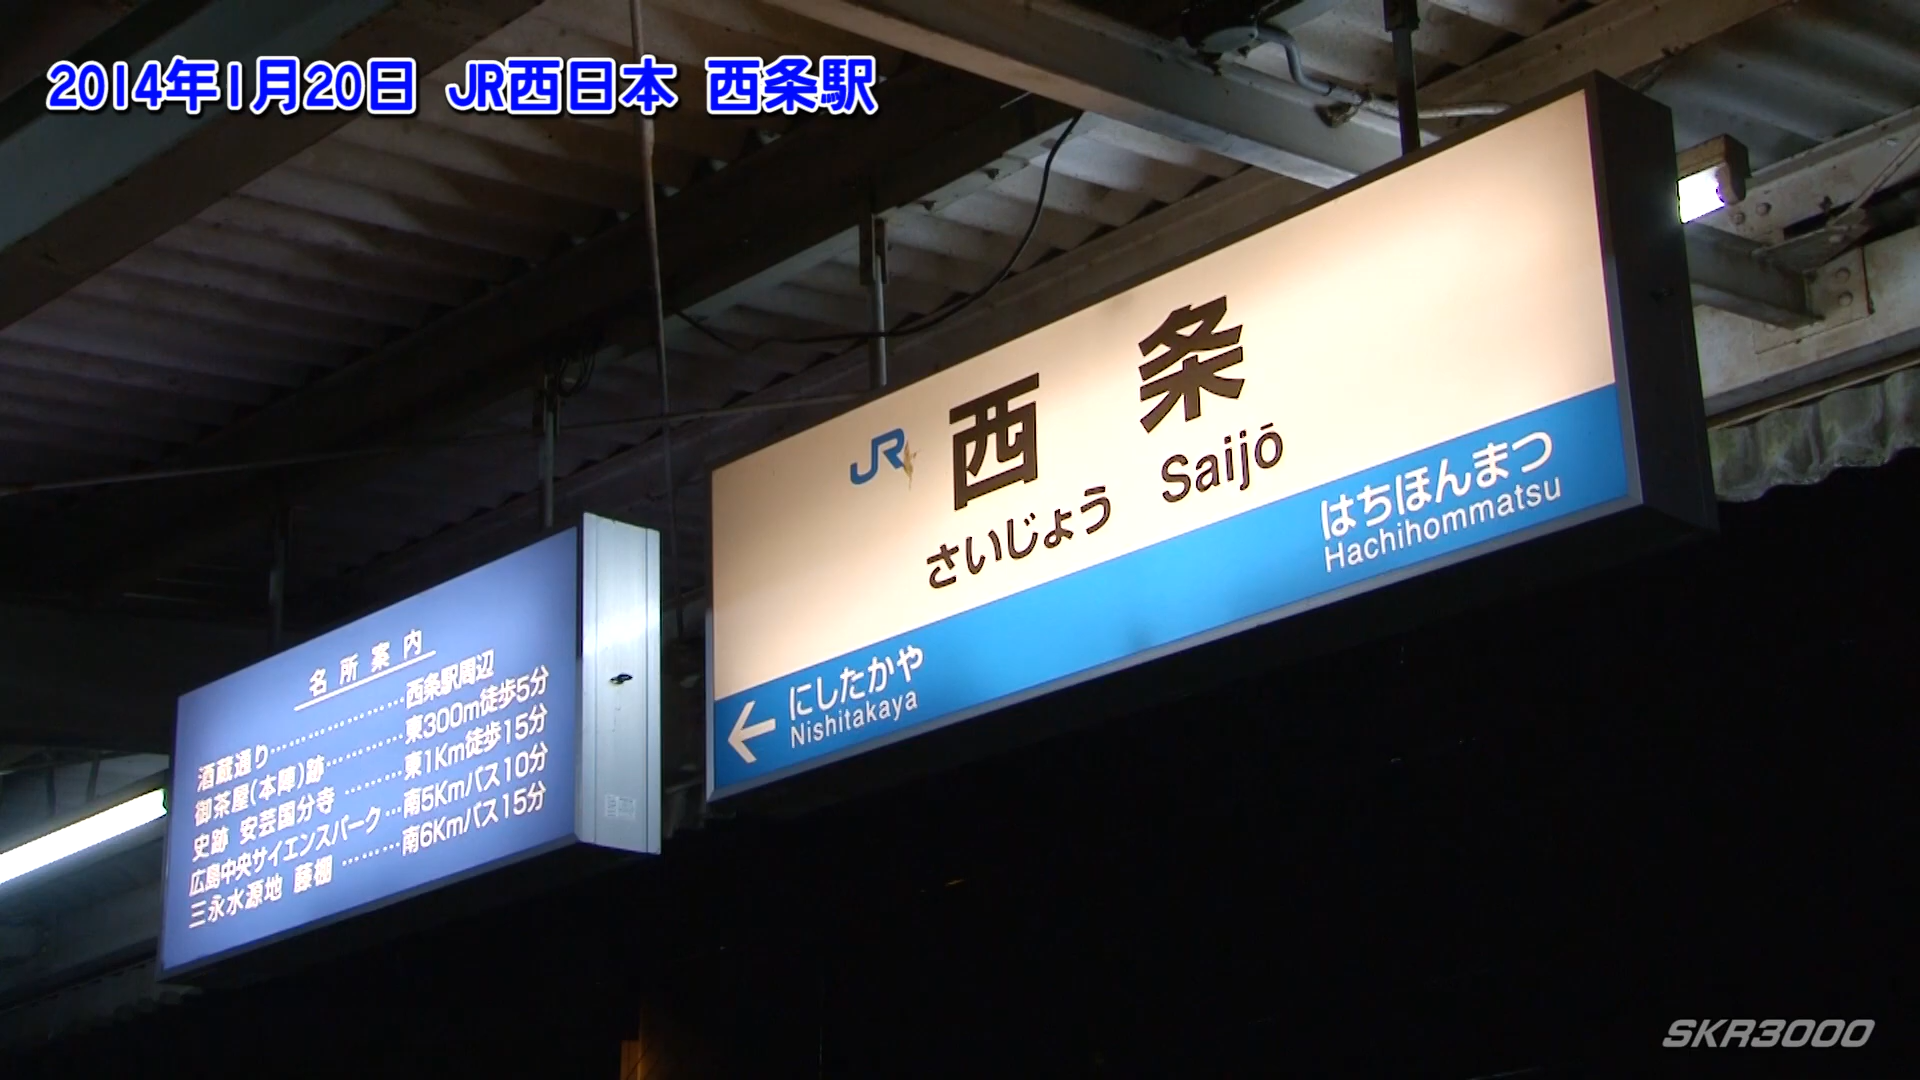 2014年1月20日 JR西日本 西条駅
JR 西条
さいじょう Saijō
はちほんまつ
Hachihommatsu
← にしたかや
Nishitakaya
名所案内
酒蔵通り…………………西条駅周辺
御茶屋(本陣)跡…………東300m徒歩5分
史跡 安芸国分寺 ………東1Km徒歩15分
広島中央サイエンスパーク…南5Kmバス10分
三永水源地 藤棚 ………南6Kmバス15分
SKR3000